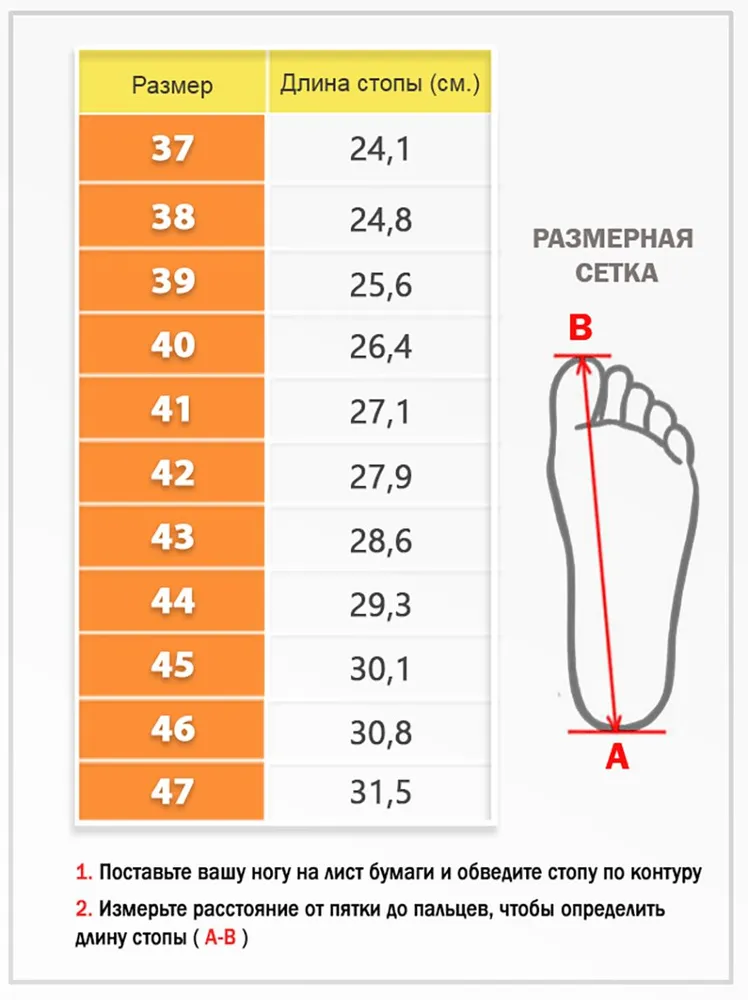 Размер Длина стопы (см.)
37 24,1
38 24,8
39 25,6
40 26,4
41 27,1
42 27,9
43 28,6
44 29,3
45 30,1
46 30,8
47 31,5
РАЗМЕРНАЯ
СЕТКА
B
A
1. Поставьте вашу ногу на лист бумаги и обведите стопу по контуру
2. Измерьте расстояние от пятки до пальцев, чтобы определить
длину стопы ( A-B )